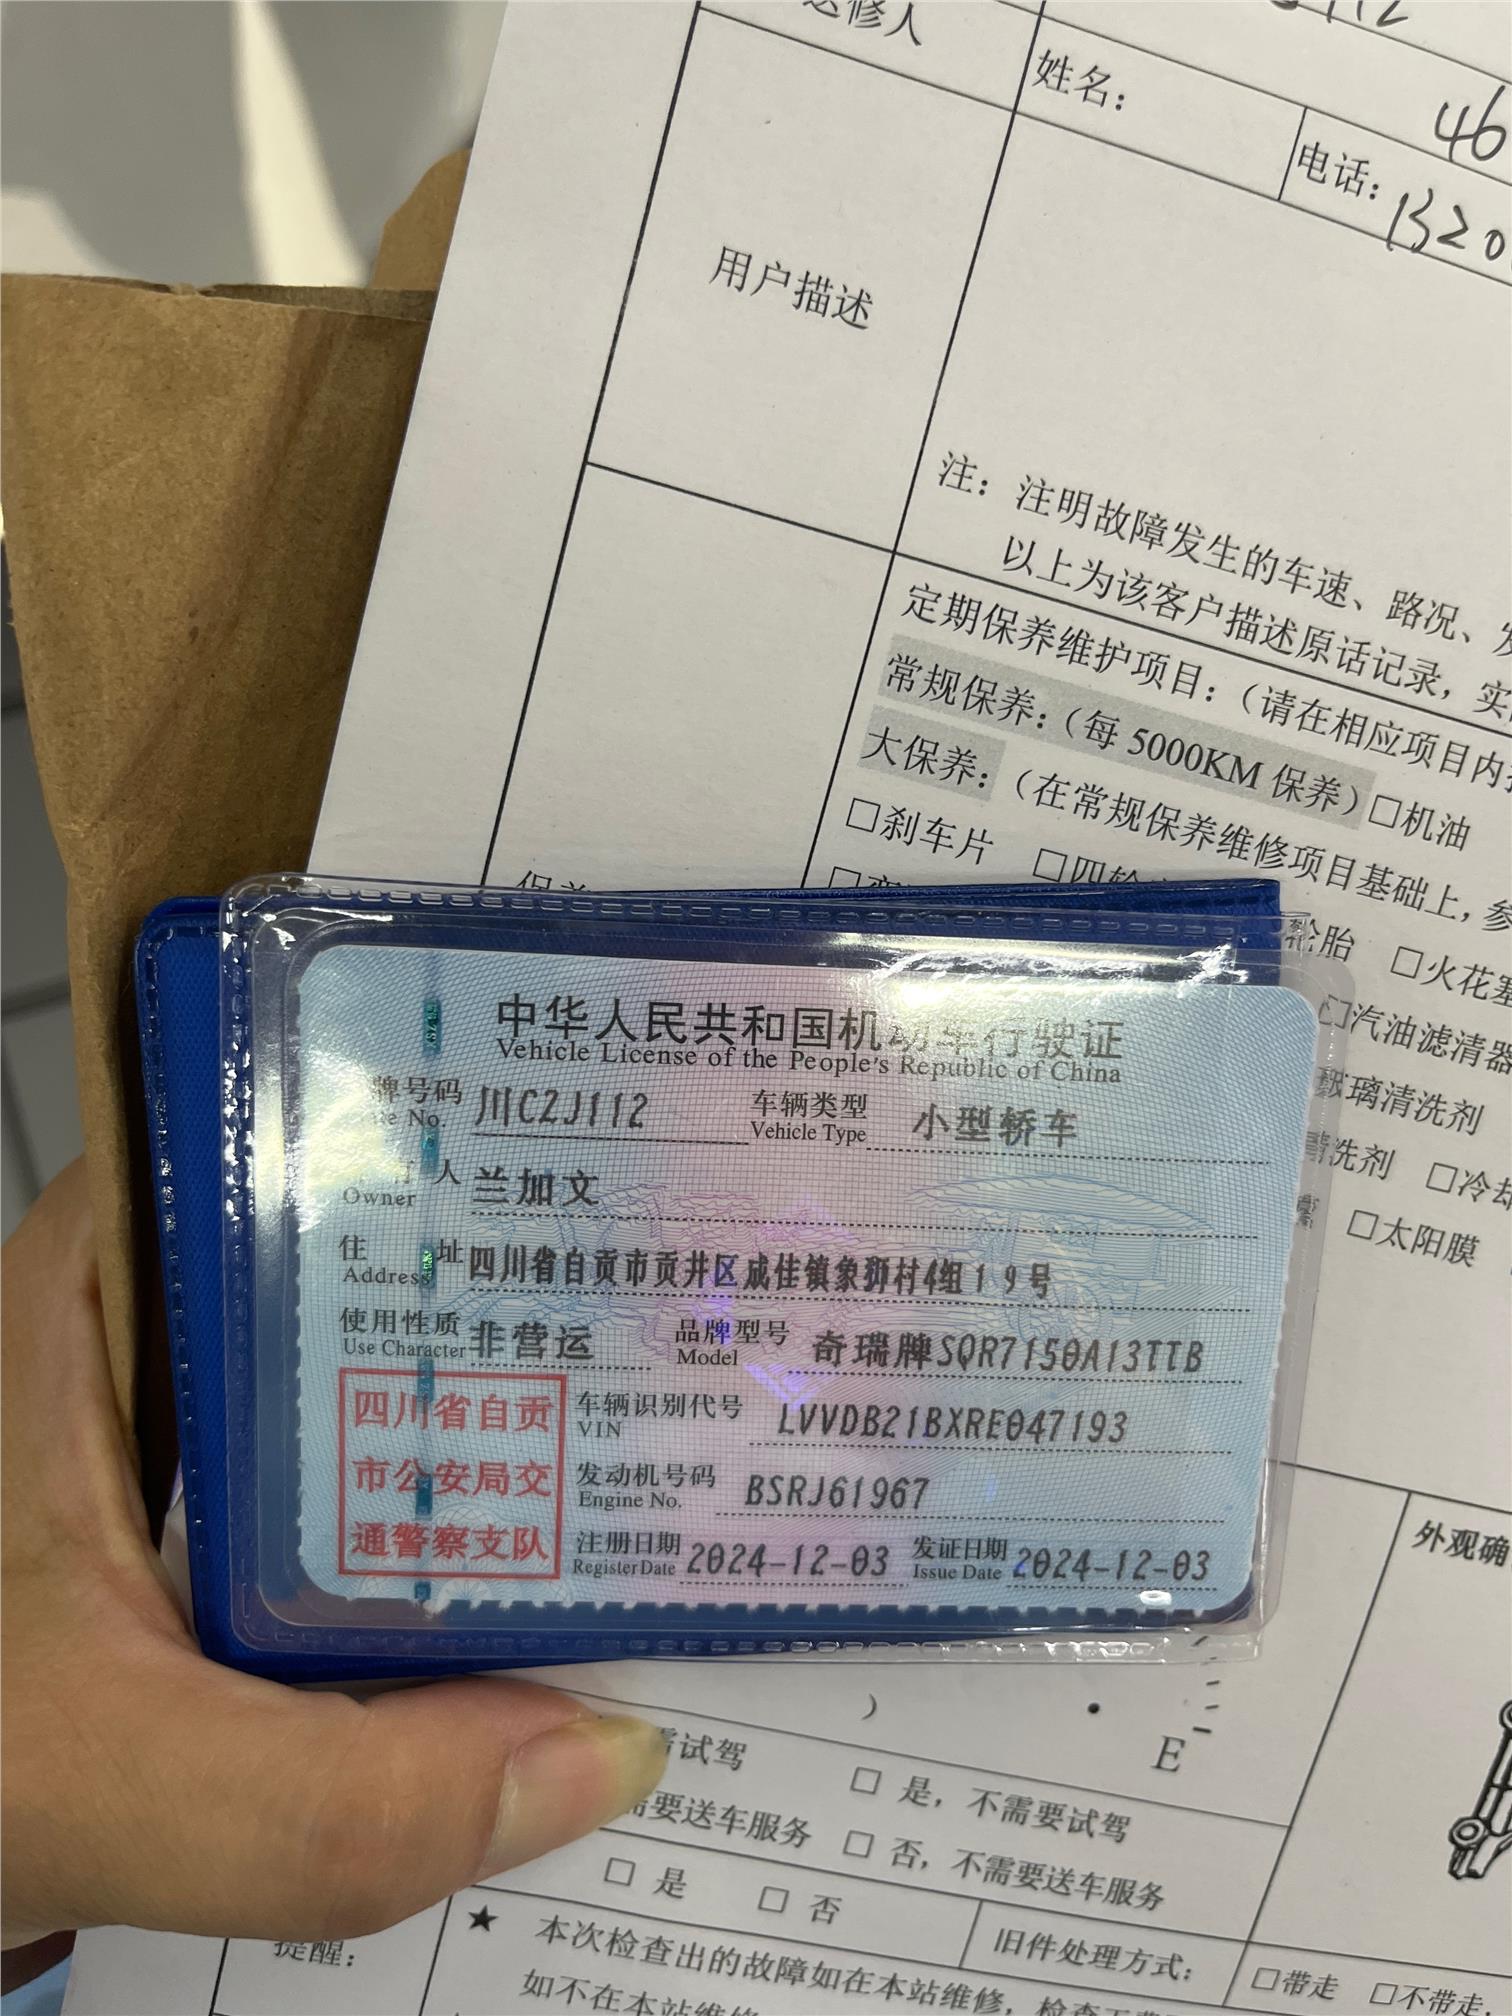 送修人
姓名：
46
电话：
1320
用户描述
注：注明故障发生的车速、路况、
以上为该客户描述原话记录，实
定期保养维护项目：（请在相应项目内
常规保养：（每 5000KM 保养）□机油
大保养：（在常规保养维修项目基础上，参
□刹车片 □四轮
轮胎 □火花塞
□汽油滤清器
玻璃清洗剂
清洗剂 □冷却
□太阳膜
中华人民共和国机动车行驶证
Vehicle License of the People's Republic of China
牌号码 川C2J112 车辆类型 小型轿车
No. Vehicle Type
人 兰加文
Owner
住址 四川省自贡市贡井区成佳镇象狮村4组19号
Address
使用性质 非营运 品牌型号 奇瑞牌SQR7150A13TTB
Use Character Model
四川省自贡
市公安局交
通警察支队
车辆识别代号 LVVDB21BXRE047193
VIN
发动机号码 BSRJ61967
Engine No.
注册日期 2024-12-03 发证日期 2024-12-03
Register Date Issue Date
外观确
）
E
试驾 □ 是，不需要试驾
需要送车服务 □ 否，不需要送车服务
□ 是 □ 否
旧件处理方式：
□带走 □不带走
提醒：
★ 本次检查出的故障如在本站维修，检查
如不在本站维修